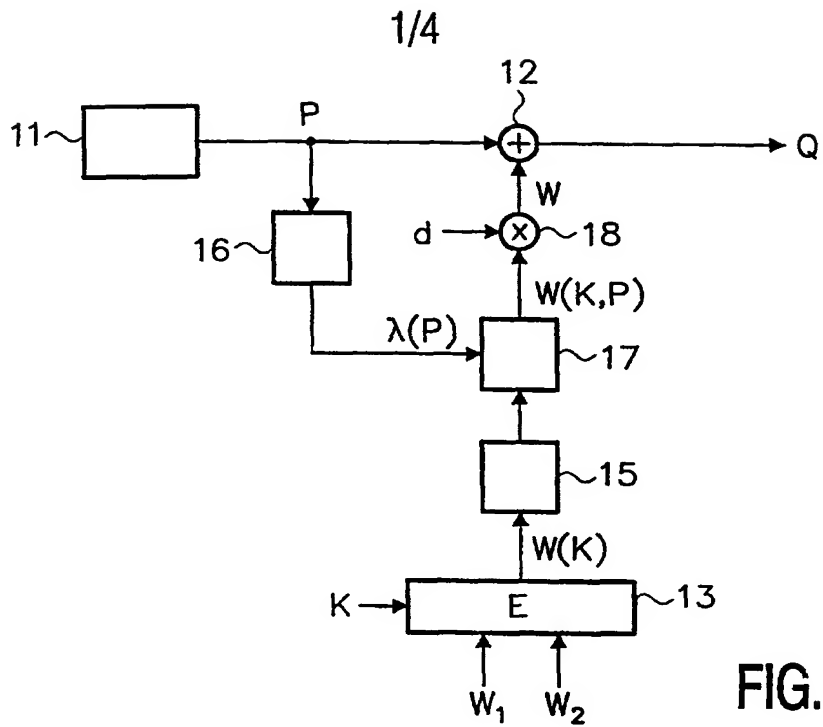 1/4
12
11
P
Q
W
16
d
18
W(K,P)
λ(P)
17
15
W(K)
K
E
13
W₁
W₂
FIG.